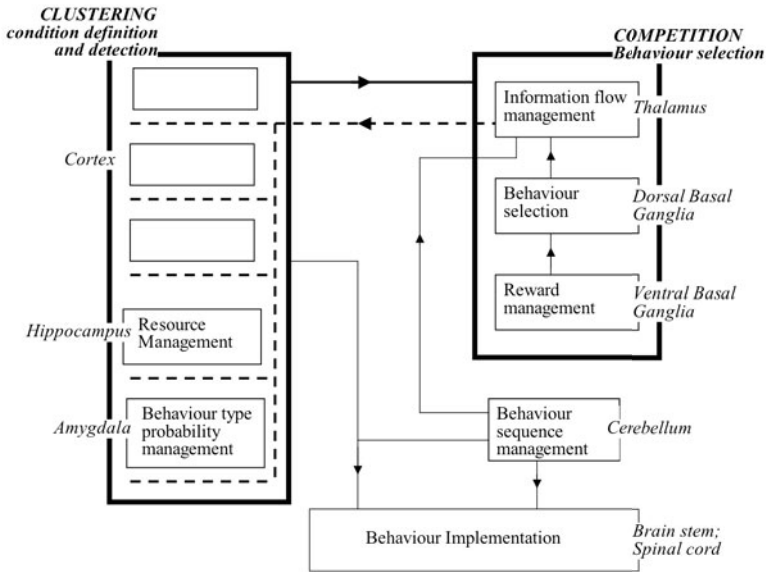 CLUSTERING
condition definition
and detection
COMPETITION
Behaviour selection
Information flow
management
Thalamus
Cortex
Behaviour
selection
Dorsal Basal
Ganglia
Reward
management
Ventral Basal
Ganglia
Hippocampus
Resource
Management
Amygdala
Behaviour type
probability
management
Behaviour
sequence
management
Cerebellum
Behaviour Implementation
Brain stem;
Spinal cord